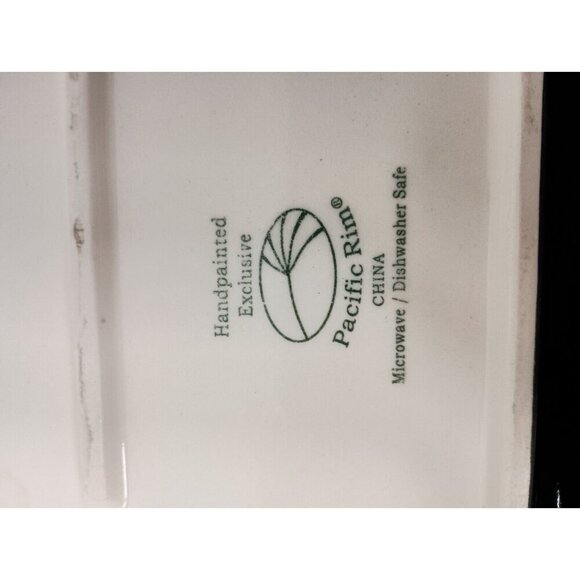 Handpainted
Exclusive
Pacific Rim®
CHINA
Microwave / Dishwasher Safe